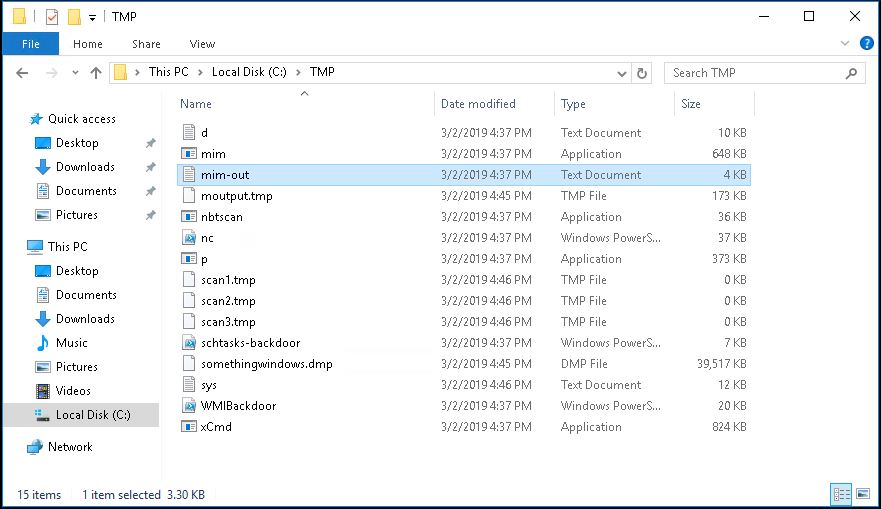 TMP
File Home Share View
This PC Local Disk (C:) TMP Search TMP
Name Date modified Type Size
Quick access
Desktop
Downloads
Documents
Pictures
This PC
Desktop
Documents
Downloads
Music
Pictures
Videos
Local Disk (C:)
Network
d 3/2/2019 4:37 PM Text Document 10 KB
mim 3/2/2019 4:37 PM Application 648 KB
mim-out 3/2/2019 4:37 PM Text Document 4 KB
moutput.tmp 3/2/2019 4:45 PM TMP File 173 KB
nbtscan 3/2/2019 4:37 PM Application 36 KB
nc 3/2/2019 4:37 PM Windows PowerS... 37 KB
p 3/2/2019 4:37 PM Application 373 KB
scan1.tmp 3/2/2019 4:46 PM TMP File 0 KB
scan2.tmp 3/2/2019 4:46 PM TMP File 0 KB
scan3.tmp 3/2/2019 4:46 PM TMP File 0 KB
schtasks-backdoor 3/2/2019 4:37 PM Windows PowerS... 7 KB
somethingwindows.dmp 3/2/2019 4:45 PM DMP File 39,517 KB
sys 3/2/2019 4:46 PM Text Document 12 KB
WMIBackdoor 3/2/2019 4:37 PM Windows PowerS... 20 KB
xCmd 3/2/2019 4:37 PM Application 824 KB
15 items 1 item selected 3.30 KB